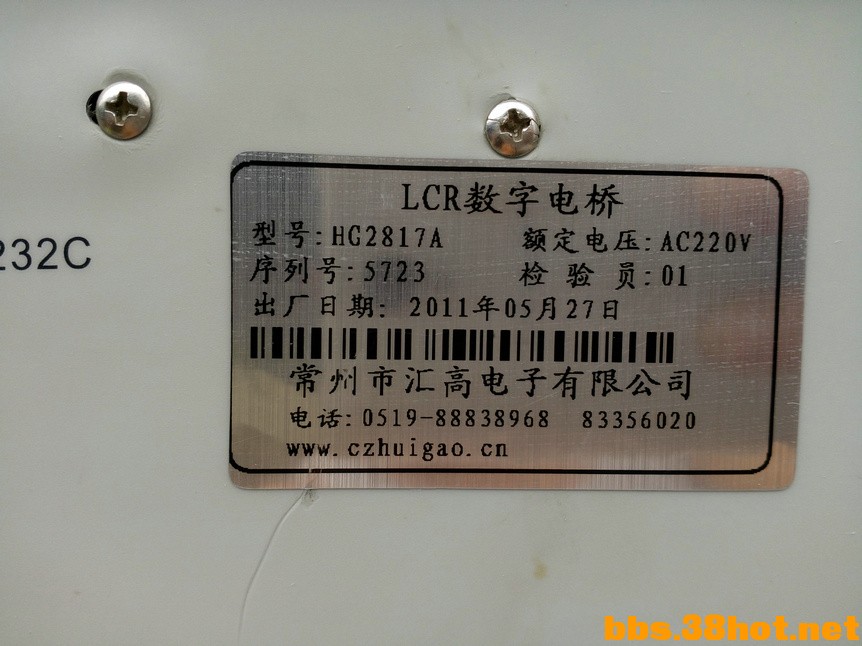 LCR数字电桥
型号:HG2817A 额定电压:AC220V
232C
序列号:5723 检验员:01
出厂日期: 2011年05月27日
常州市汇高电子有限公司
电话:0519-88838968 83356020
www.czhuigao.cn
bbs.38hot.net